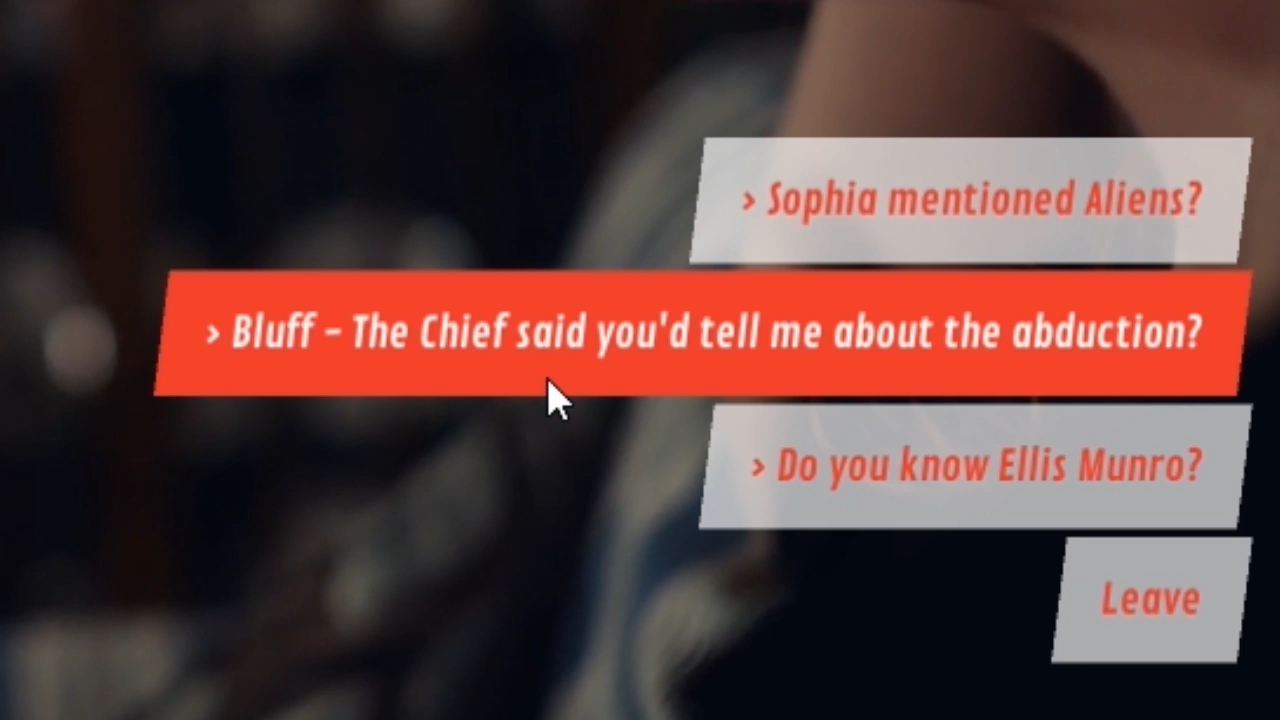 › Sophia mentioned Aliens?
› Bluff - The Chief said you'd tell me about the abduction?
› Do you know Ellis Munro?
Leave